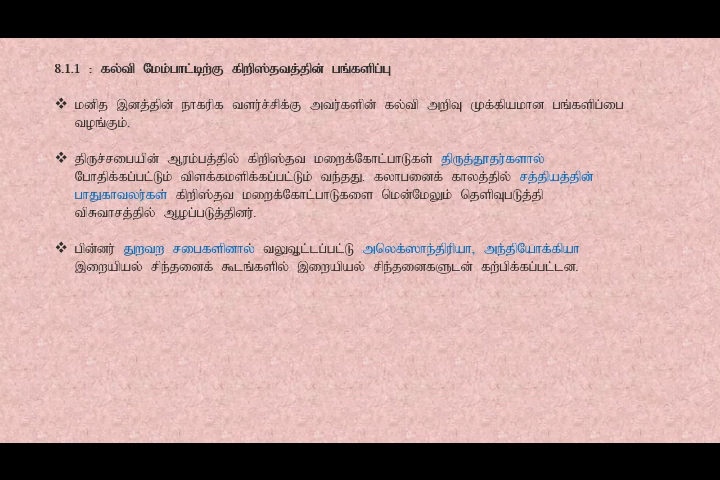 8.1.1 : கல்வி மேம்பாட்டிற்கு கிறிஸ்தவத்தின் பங்களிப்பு
❖ மனித இனத்தின் நாகரிக வளர்ச்சிக்கு அவர்களின் கல்வி அறிவு முக்கியமான பங்களிப்பை
வழங்கும்.
❖ திருச்சபையின் ஆரம்பத்தில் கிறிஸ்தவ மறைக்கோட்பாடுகள் திருத்தூதர்களால்
போதிக்கப்பட்டும் விளக்கமளிக்கப்பட்டும் வந்தது. கலாபனைக் காலத்தில் சத்தியத்தின்
பாதுகாவலர்கள் கிறிஸ்தவ மறைக்கோட்பாடுகளை மென்மேலும் தெளிவுபடுத்தி
விசுவாசத்தில் ஆழப்படுத்தினர்.
❖ பின்னர் துறவற சபைகளினால் வலுவூட்டப்பட்டு அலெக்ஸாந்திரியா, அந்தியோக்கியா
இறையியல் சிந்தனைக் கூடங்களில் இறையியல் சிந்தனைகளுடன் கற்பிக்கப்பட்டன.